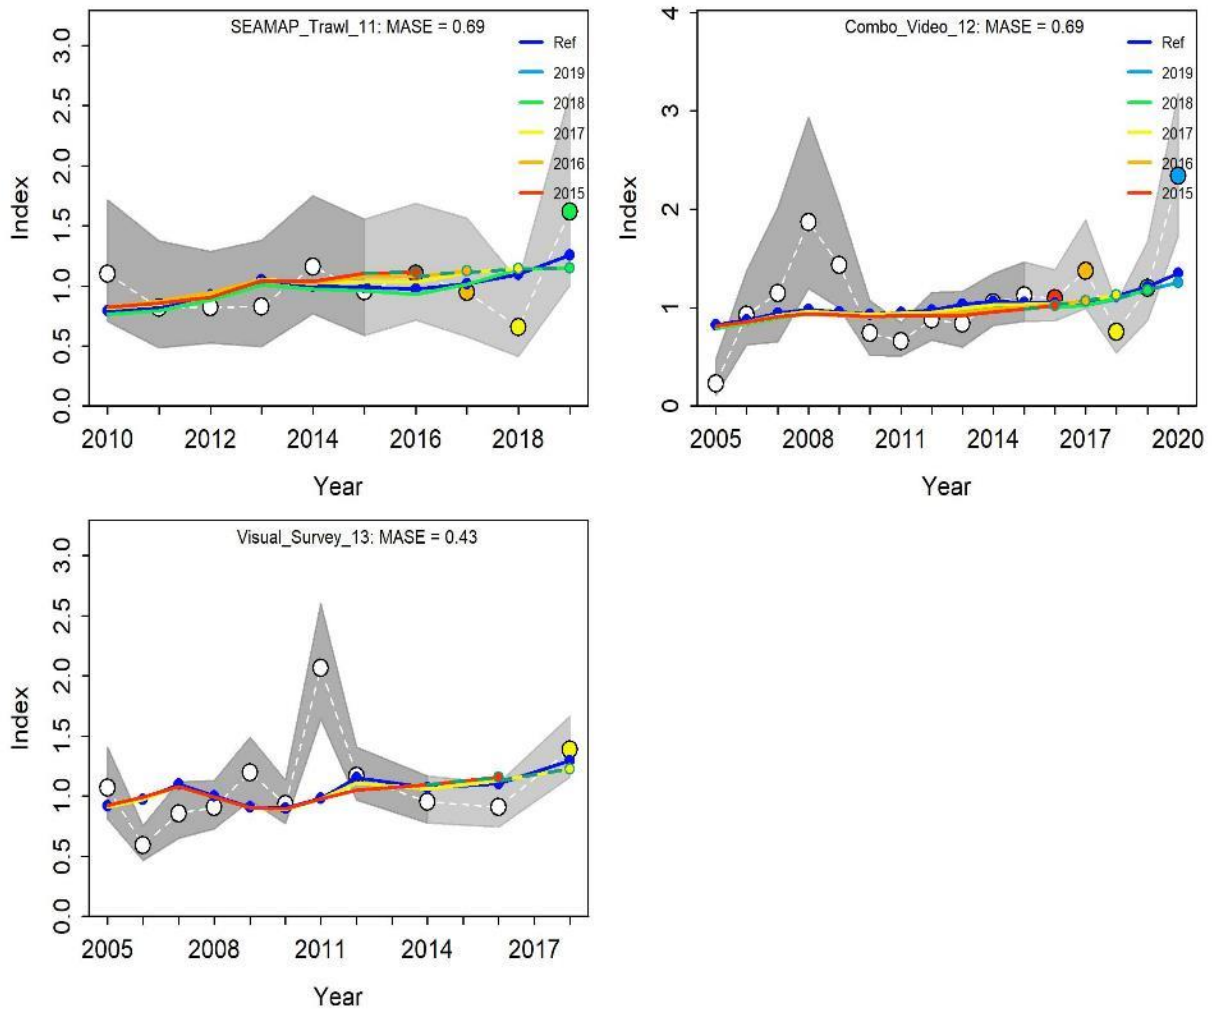 SEAMAP_Trawl_11: MASE = 0.69
Ref
2019
2018
2017
2016
2015
Index
0.0 0.5 1.0 1.5 2.0 2.5 3.0
2010 2012 2014 2016 2018
Year
Combo_Video_12: MASE = 0.69
Ref
2019
2018
2017
2016
2015
Index
0 1 2 3 4
2005 2008 2011 2014 2017 2020
Year
Visual_Survey_13: MASE = 0.43
Index
0.0 0.5 1.0 1.5 2.0 2.5 3.0
2005 2008 2011 2014 2017
Year